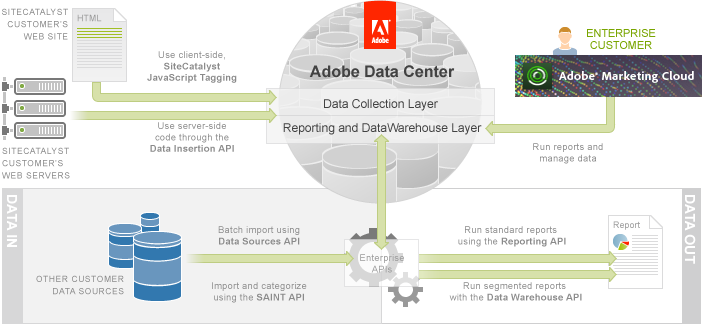 SITECATALYST
CUSTOMER'S
WEB SITE
HTML
Use client-side,
SiteCatalyst
JavaScript Tagging
Use server-side
code through the
Data Insertion API
SITECATALYST
CUSTOMER'S
WEB SERVERS
Adobe
Adobe Data Center
Data Collection Layer
Reporting and DataWarehouse Layer
ENTERPRISE
CUSTOMER
Adobe® Marketing Cloud
Run reports and
manage data
DATA IN
OTHER CUSTOMER
DATA SOURCES
Batch import using
Data Sources API
Import and categorize
using the SAINT API
Enterprise
APIs
Run standard reports
using the Reporting API
Run segmented reports
with the Data Warehouse API
Report
DATA OUT